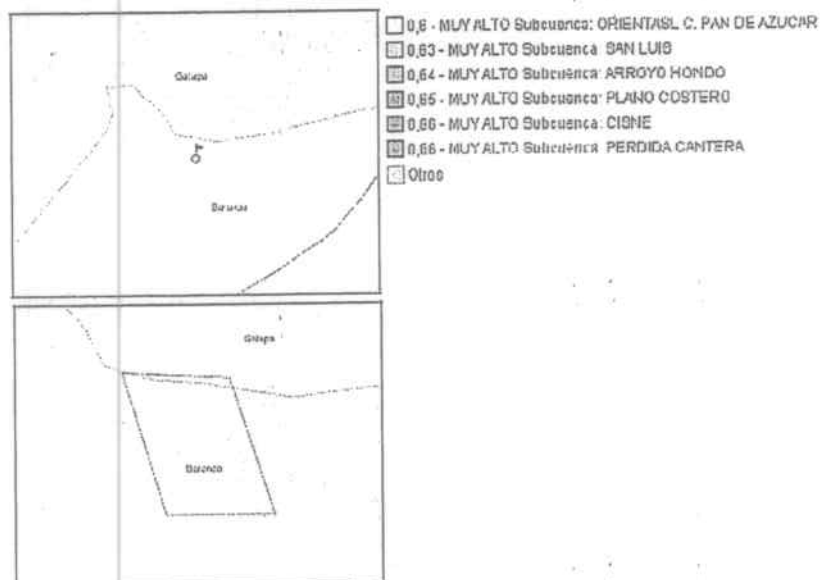 Galapa
Baranoa
0,6 - MUY ALTO Subcuenca: ORIENTASL C. PAN DE AZUCAR
0,63 - MUY ALTO Subcuenca: SAN LUIS
0,64 - MUY ALTO Subcuenca: ARROYO HONDO
0,65 - MUY ALTO Subcuenca: PLANO COSTERO
0,66 - MUY ALTO Subcuenca: CISNE
0,66 - MUY ALTO Subcuenca: PERDIDA CANTERA
Otros
Galapa
Baranoa